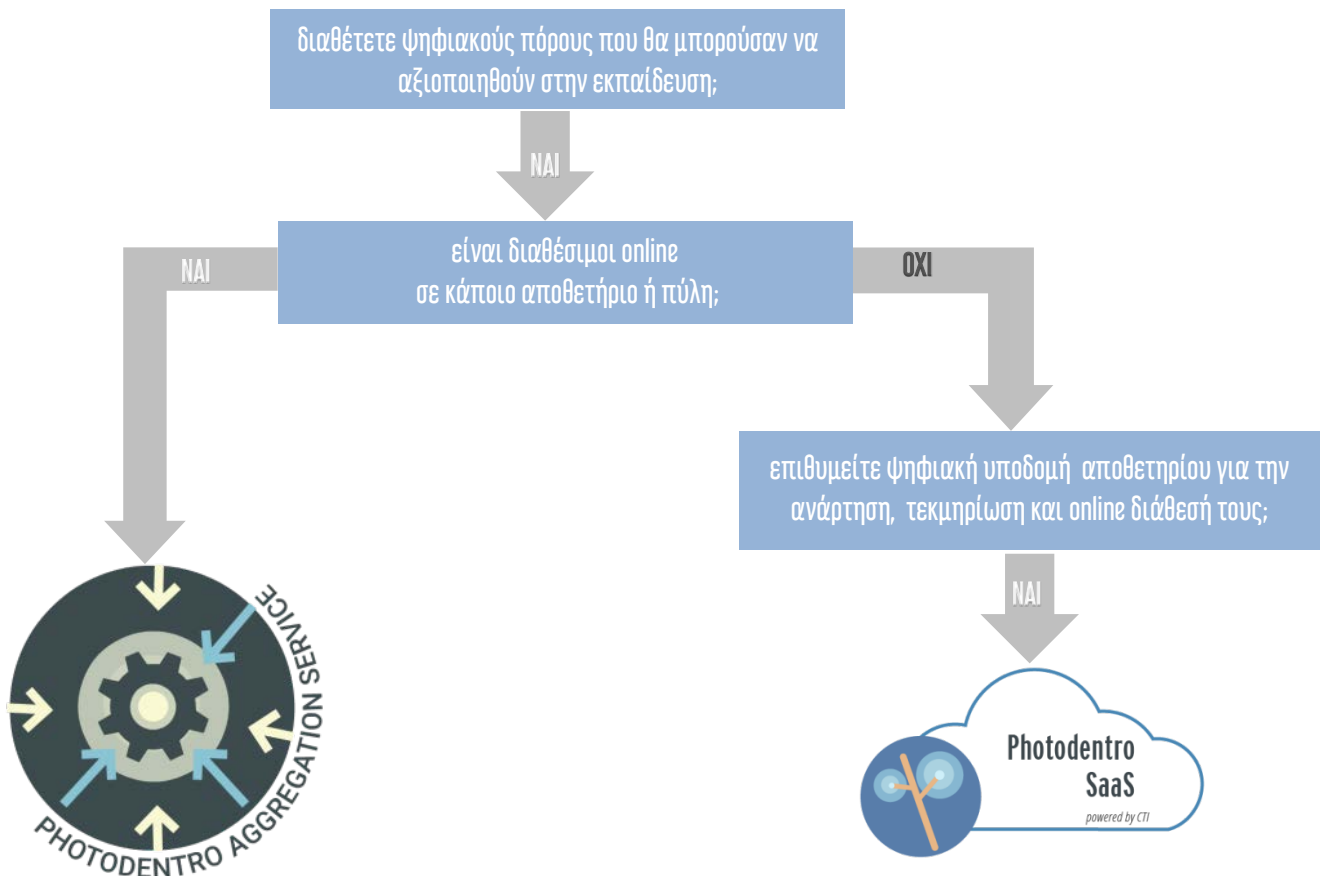 διαθέτετε ψηφιακούς πόρους που θα μπορούσαν να
αξιοποιηθούν στην εκπαίδευση;
ΝΑΙ
είναι διαθέσιμοι online
σε κάποιο αποθετήριο ή πύλη;
ΝΑΙ
ΟΧΙ
επιθυμείτε ψηφιακή υποδομή αποθετηρίου για την
ανάρτηση, τεκμηρίωση και online διάθεσή τους;
ΝΑΙ
PHOTODENTRO AGGREGATION SERVICE
Photodentro
SaaS
powered by CTI